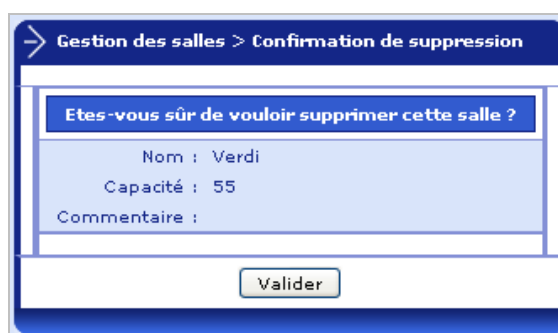 Gestion des salles > Confirmation de suppression
Etes-vous sûr de vouloir supprimer cette salle ?
Nom : Verdi
Capacité : 55
Commentaire :
Valider